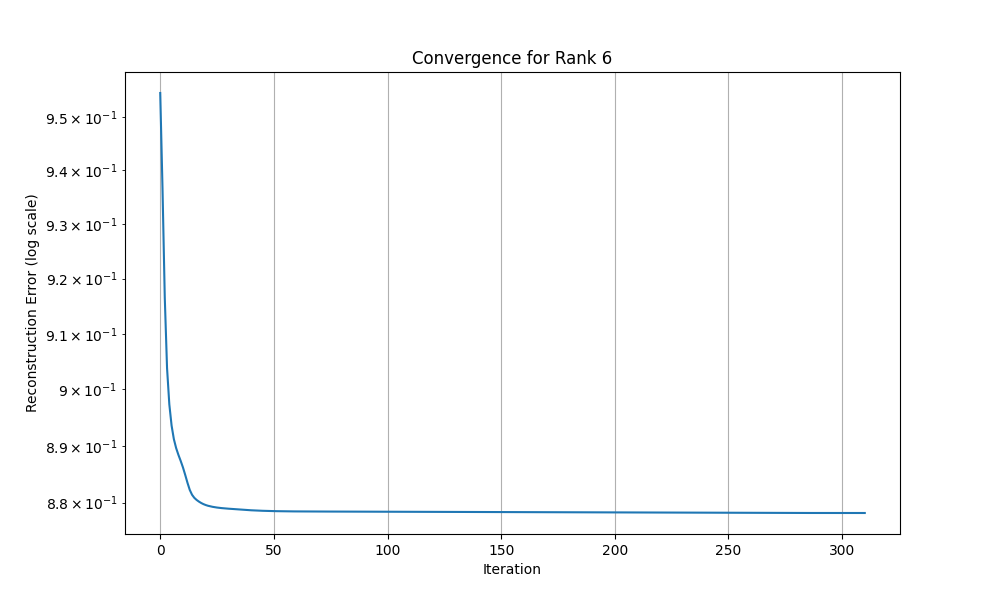 Convergence for Rank 6
Reconstruction Error (log scale)
9.5 × 10⁻¹
9.4 × 10⁻¹
9.3 × 10⁻¹
9.2 × 10⁻¹
9.1 × 10⁻¹
9 × 10⁻¹
8.9 × 10⁻¹
8.8 × 10⁻¹
0 50 100 150 200 250 300
Iteration